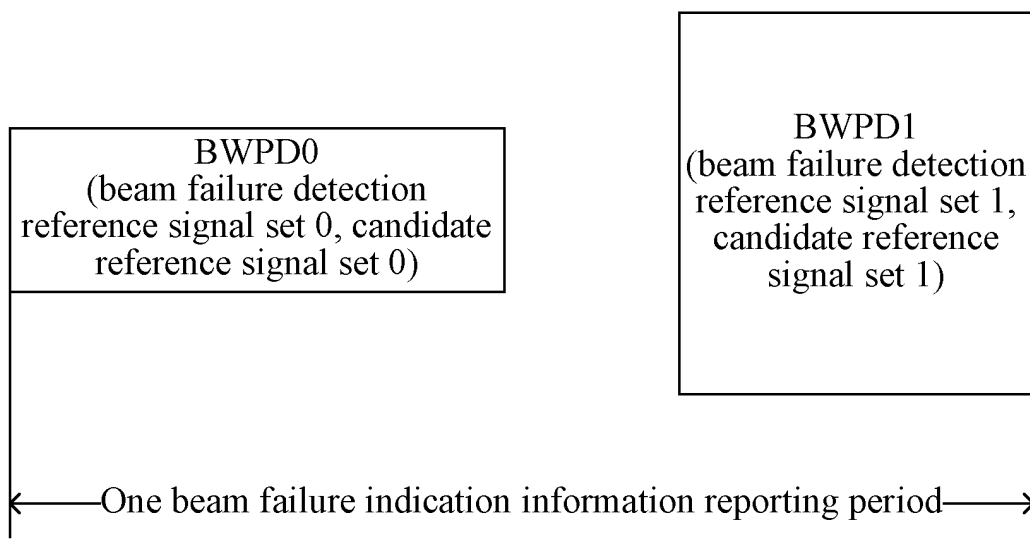 BWPD0
(beam failure detection
reference signal set 0, candidate
reference signal set 0)
BWPD1
(beam failure detection
reference signal set 1,
candidate reference
signal set 1)
One beam failure indication information reporting period